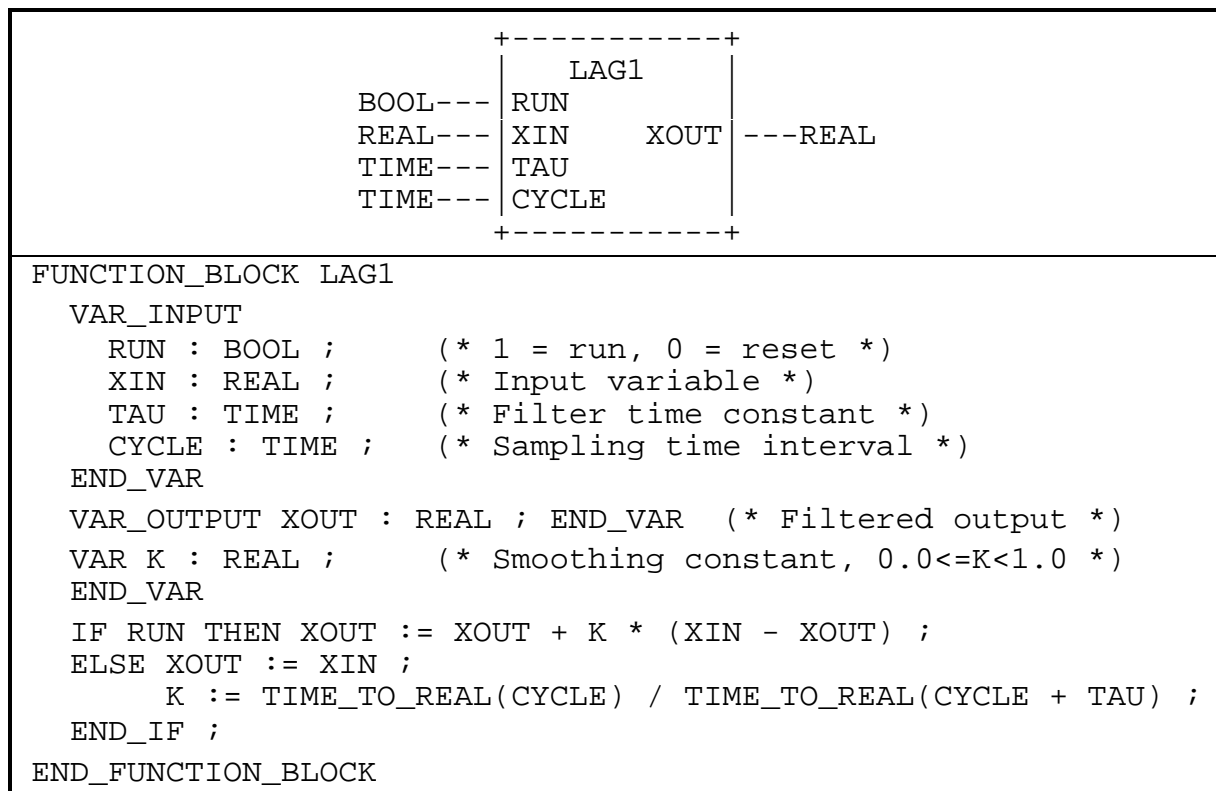 +-----------+
| LAG1 |
BOOL---|RUN |
REAL---|XIN XOUT|---REAL
TIME---|TAU |
TIME---|CYCLE |
+-----------+
FUNCTION_BLOCK LAG1
VAR_INPUT
RUN : BOOL ; (* 1 = run, 0 = reset *)
XIN : REAL ; (* Input variable *)
TAU : TIME ; (* Filter time constant *)
CYCLE : TIME ; (* Sampling time interval *)
END_VAR
VAR_OUTPUT XOUT : REAL ; END_VAR (* Filtered output *)
VAR K : REAL ; (* Smoothing constant, 0.0<=K<1.0 *)
END_VAR
IF RUN THEN XOUT := XOUT + K * (XIN - XOUT) ;
ELSE XOUT := XIN ;
K := TIME_TO_REAL(CYCLE) / TIME_TO_REAL(CYCLE + TAU) ;
END_IF ;
END_FUNCTION_BLOCK